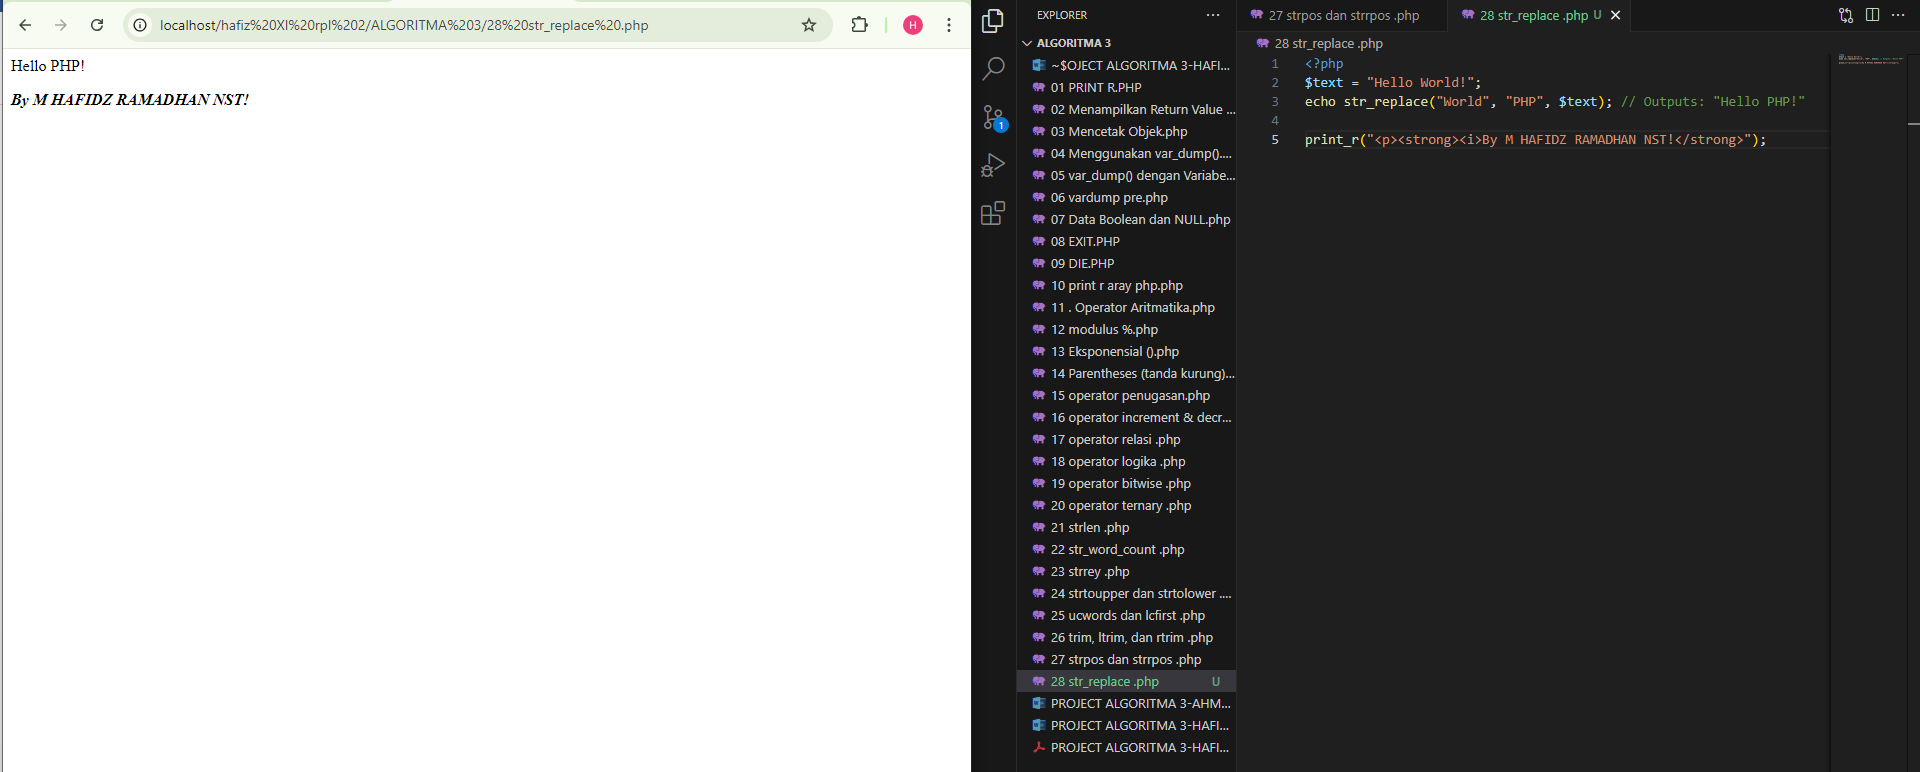 localhost/hafiz%20XI%20rpl%202/ALGORITMA%203/28%20str_replace%20.php
H
Hello PHP!
By M HAFIDZ RAMADHAN NST!
1
EXPLORER
ALGORITMA 3
~$OJECT ALGORITMA 3-HAFI...
01 PRINT R.PHP
02 Menampilkan Return Value ...
03 Mencetak Objek.php
04 Menggunakan var_dump()....
05 var_dump() dengan Variabe...
06 vardump pre.php
07 Data Boolean dan NULL.php
08 EXIT.PHP
09 DIE.PHP
10 print r aray php.php
11 . Operator Aritmatika.php
12 modulus %.php
13 Eksponensial ().php
14 Parentheses (tanda kurung)...
15 operator penugasan.php
16 operator increment & decr...
17 operator relasi .php
18 operator logika .php
19 operator bitwise .php
20 operator ternary .php
21 strlen .php
22 str_word_count .php
23 strrey .php
24 strtoupper dan strtolower ....
25 ucwords dan lcfirst .php
26 trim, ltrim, dan rtrim .php
27 strpos dan strrpos .php
28 str_replace .php U
PROJECT ALGORITMA 3-AHM...
PROJECT ALGORITMA 3-HAFI...
PROJECT ALGORITMA 3-HAFI...
27 strpos dan strrpos .php
28 str_replace .php U
28 str_replace .php
1 <?php
2 $text = "Hello World!";
3 echo str_replace("World", "PHP", $text); // Outputs: "Hello PHP!"
4
5 print_r("<p><strong><i>By M HAFIDZ RAMADHAN NST!</strong>");